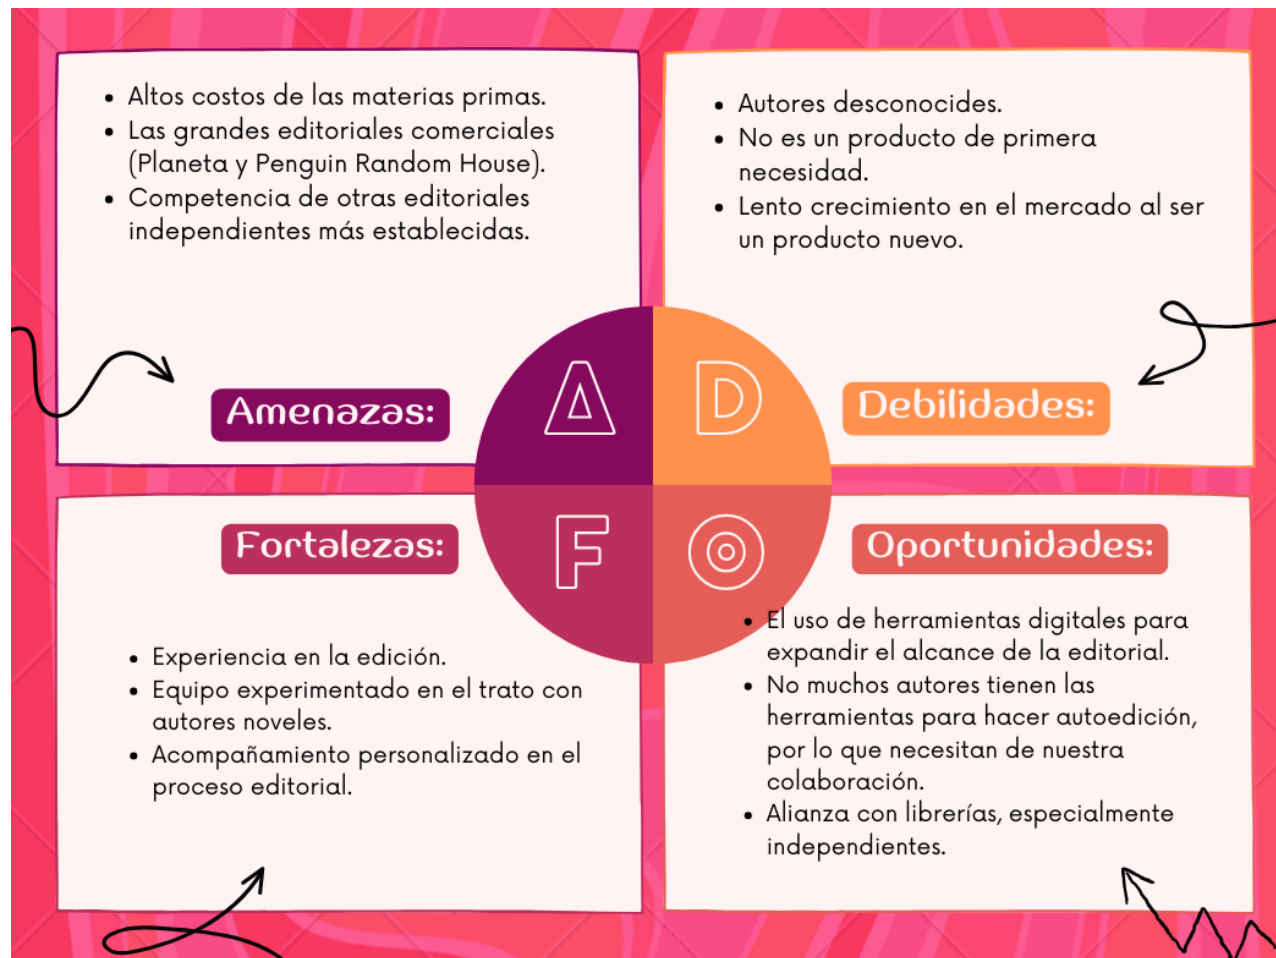 • Altos costos de las materias primas.
• Las grandes editoriales comerciales
(Planeta y Penguin Random House).
• Competencia de otras editoriales
independientes más establecidas.
Amenazas:
• Autores desconocides.
• No es un producto de primera
necesidad.
• Lento crecimiento en el mercado al ser
un producto nuevo.
Debilidades:
A
D
F
O
Fortalezas:
• Experiencia en la edición.
• Equipo experimentado en el trato con
autores noveles.
• Acompañamiento personalizado en el
proceso editorial.
Oportunidades:
• El uso de herramientas digitales para
expandir el alcance de la editorial.
• No muchos autores tienen las
herramientas para hacer autoedición,
por lo que necesitan de nuestra
colaboración.
• Alianza con librerías, especialmente
independientes.